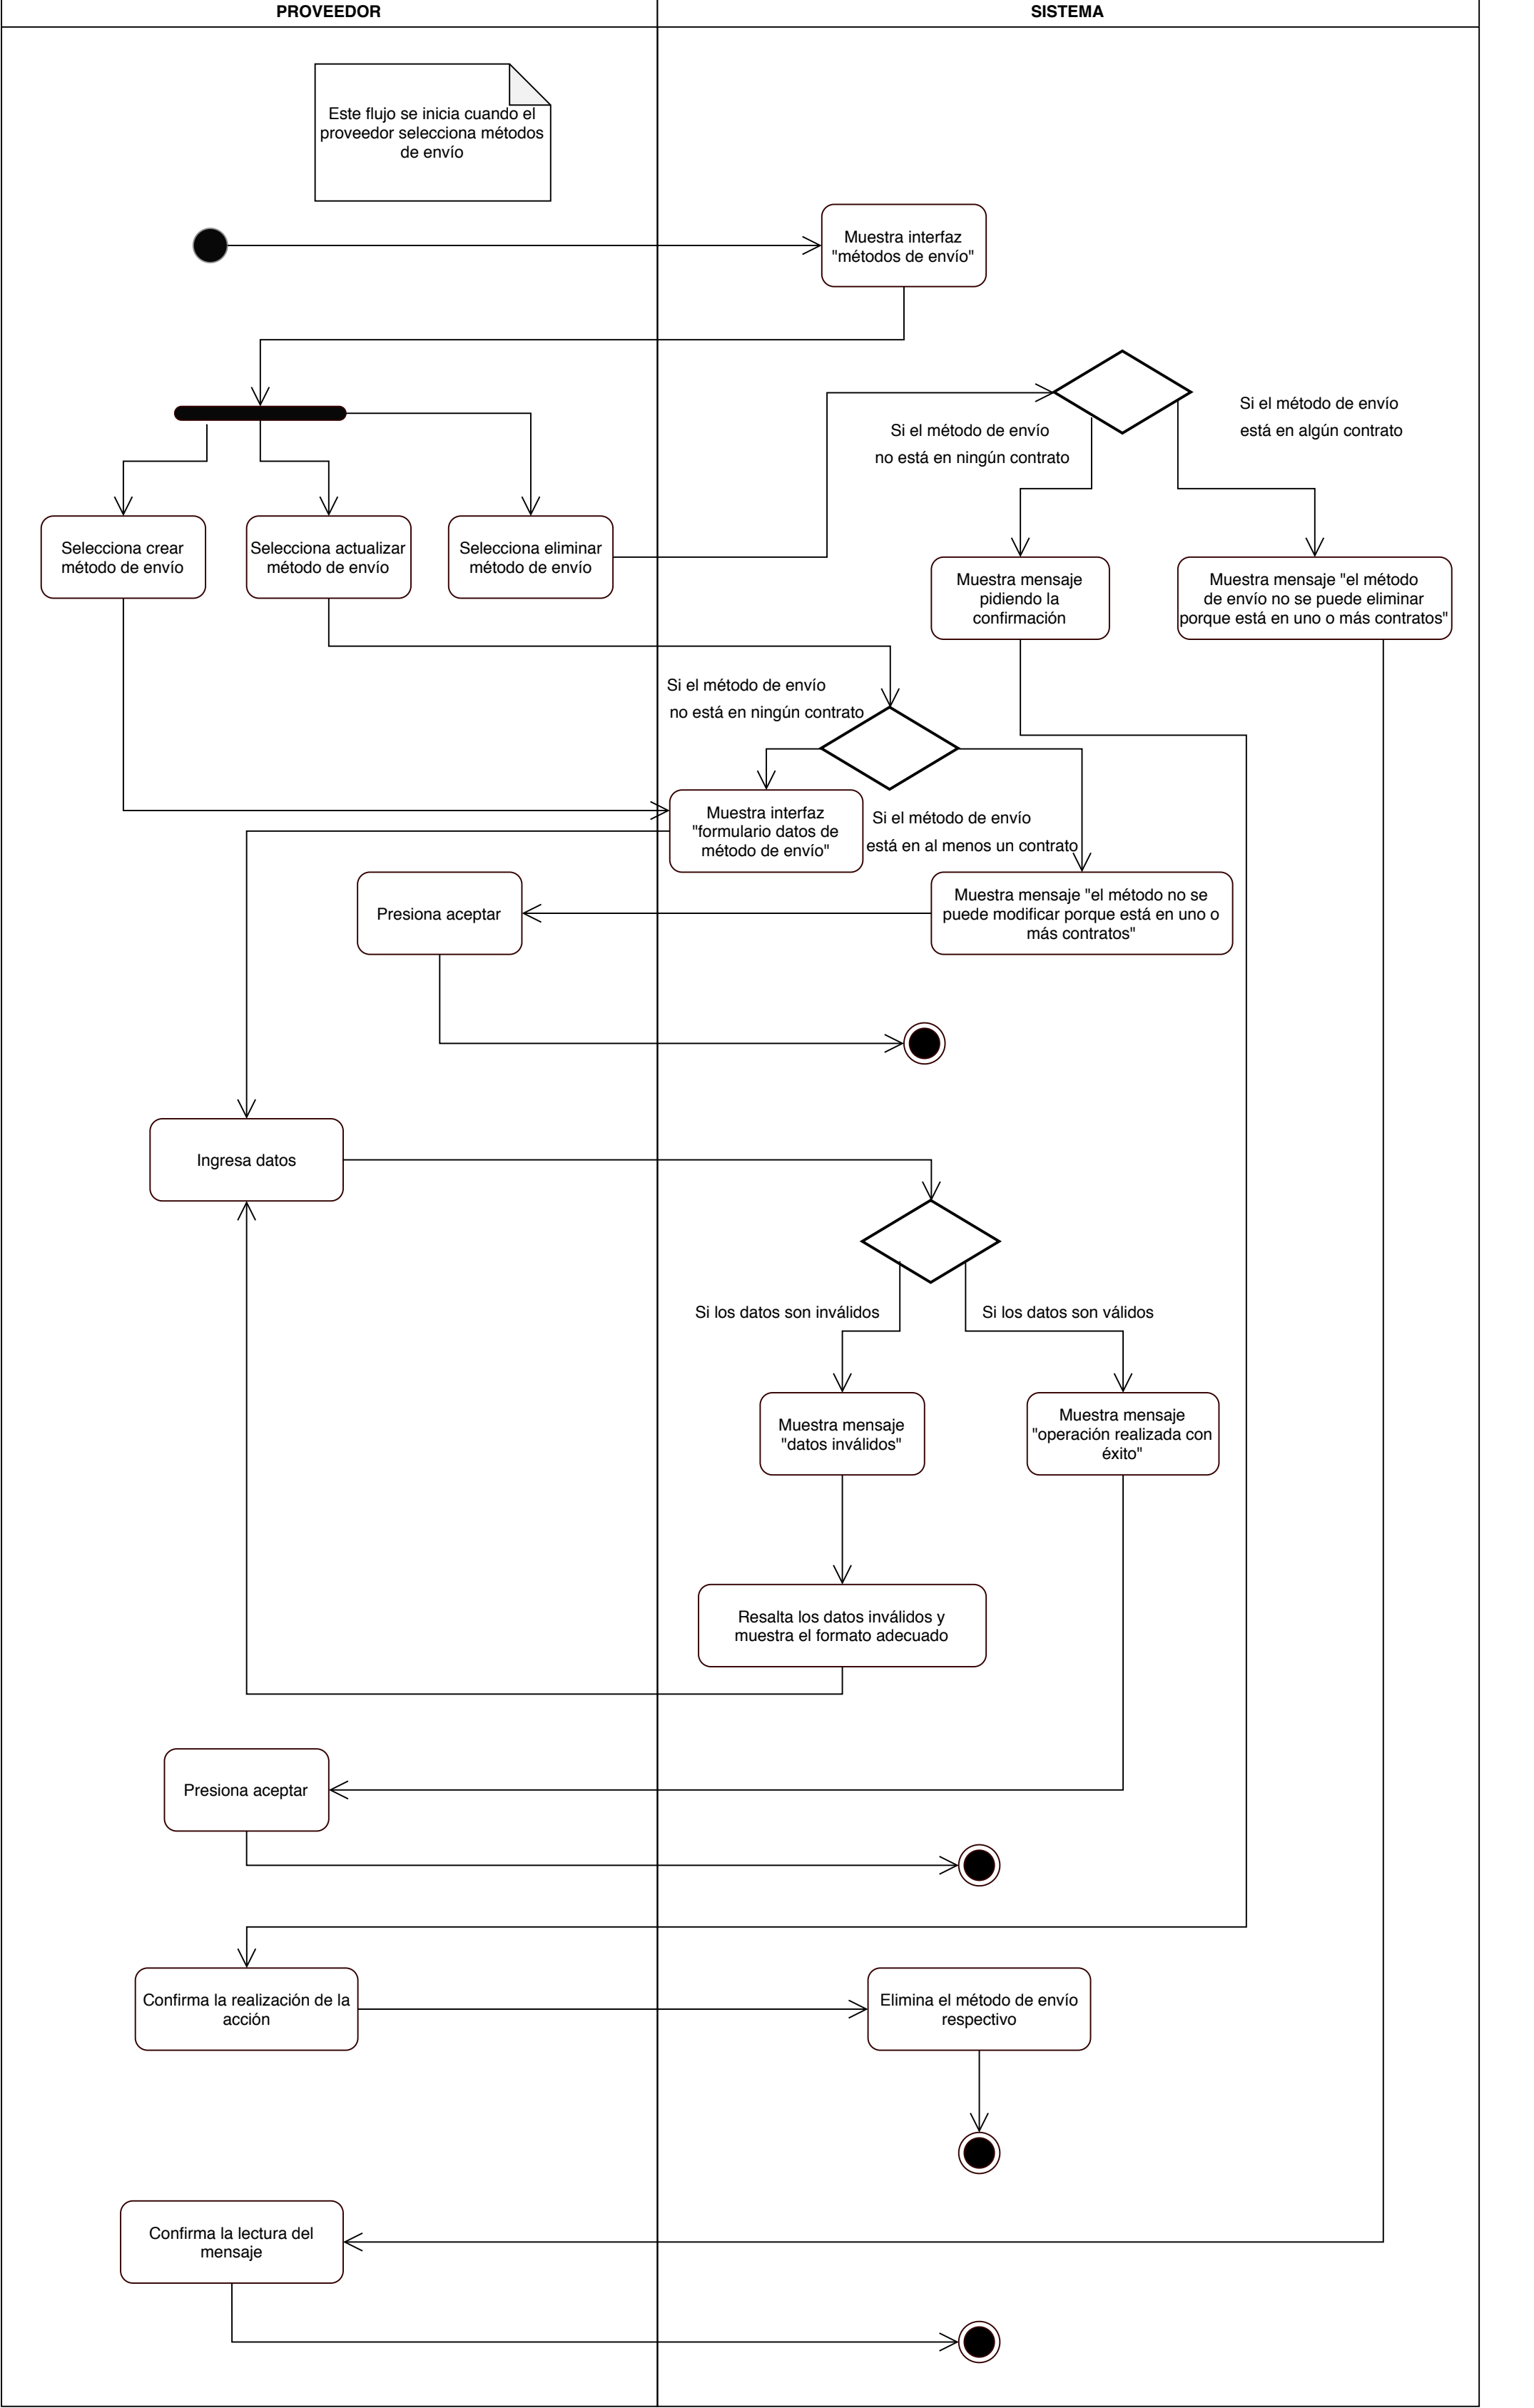 PROVEEDOR
SISTEMA
Este flujo se inicia cuando el
proveedor selecciona métodos
de envío
Muestra interfaz
"métodos de envío"
Si el método de envío
está en algún contrato
Si el método de envío
no está en ningún contrato
Selecciona crear
método de envío
Selecciona actualizar
método de envío
Selecciona eliminar
método de envío
Muestra mensaje
pidiendo la
confirmación
Muestra mensaje "el método
de envío no se puede eliminar
porque está en uno o más contratos"
Si el método de envío
no está en ningún contrato
Muestra interfaz
"formulario datos de
método de envío"
Si el método de envío
está en al menos un contrato
Presiona aceptar
Muestra mensaje "el método no se
puede modificar porque está en uno o
más contratos"
Ingresa datos
Si los datos son inválidos
Si los datos son válidos
Muestra mensaje
"datos inválidos"
Muestra mensaje
"operación realizada con
éxito"
Resalta los datos inválidos y
muestra el formato adecuado
Presiona aceptar
Confirma la realización de la
acción
Elimina el método de envío
respectivo
Confirma la lectura del
mensaje